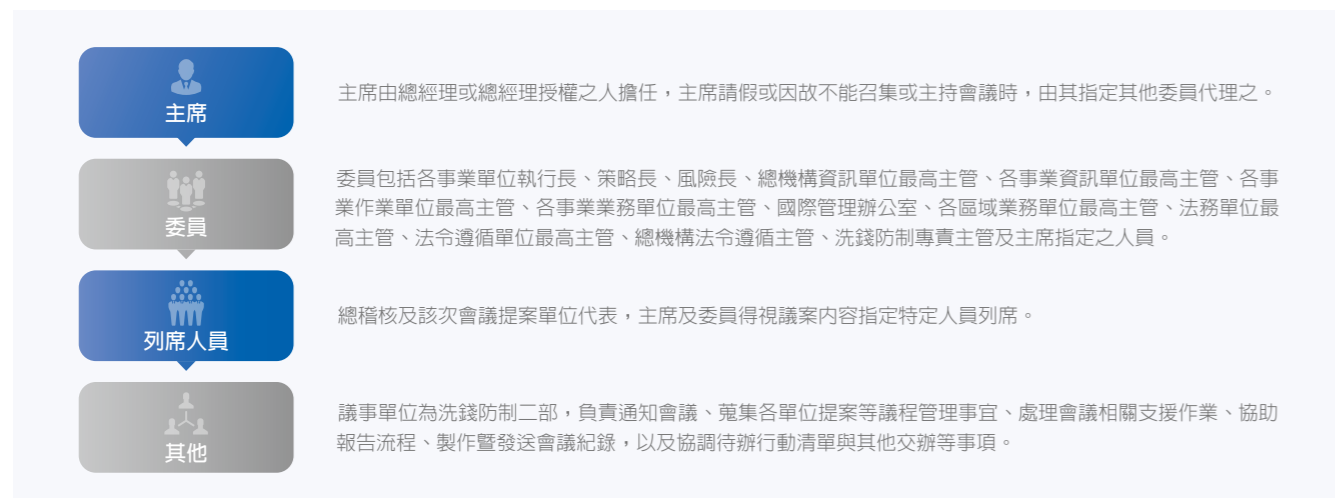 主席
主席由總經理或總經理授權之人擔任，主席請假或因故不能召集或主持會議時，由其指定其他委員代理之。
委員
委員包括各事業單位執行長、策略長、風險長、總機構資訊單位最高主管、各事業資訊單位最高主管、各事
業作業單位最高主管、各事業業務單位最高主管、國際管理辦公室、各區域業務單位最高主管、法務單位最
高主管、法令遵循單位最高主管、總機構法令遵循主管、洗錢防制專責主管及主席指定之人員。
列席人員
總稽核及該次會議提案單位代表，主席及委員得視議案內容指定特定人員列席。
其他
議事單位為洗錢防制二部，負責通知會議、蒐集各單位提案等議程管理事宜、處理會議相關支援作業、協助
報告流程、製作暨發送會議紀錄，以及協調待辦行動清單與其他交辦等事項。